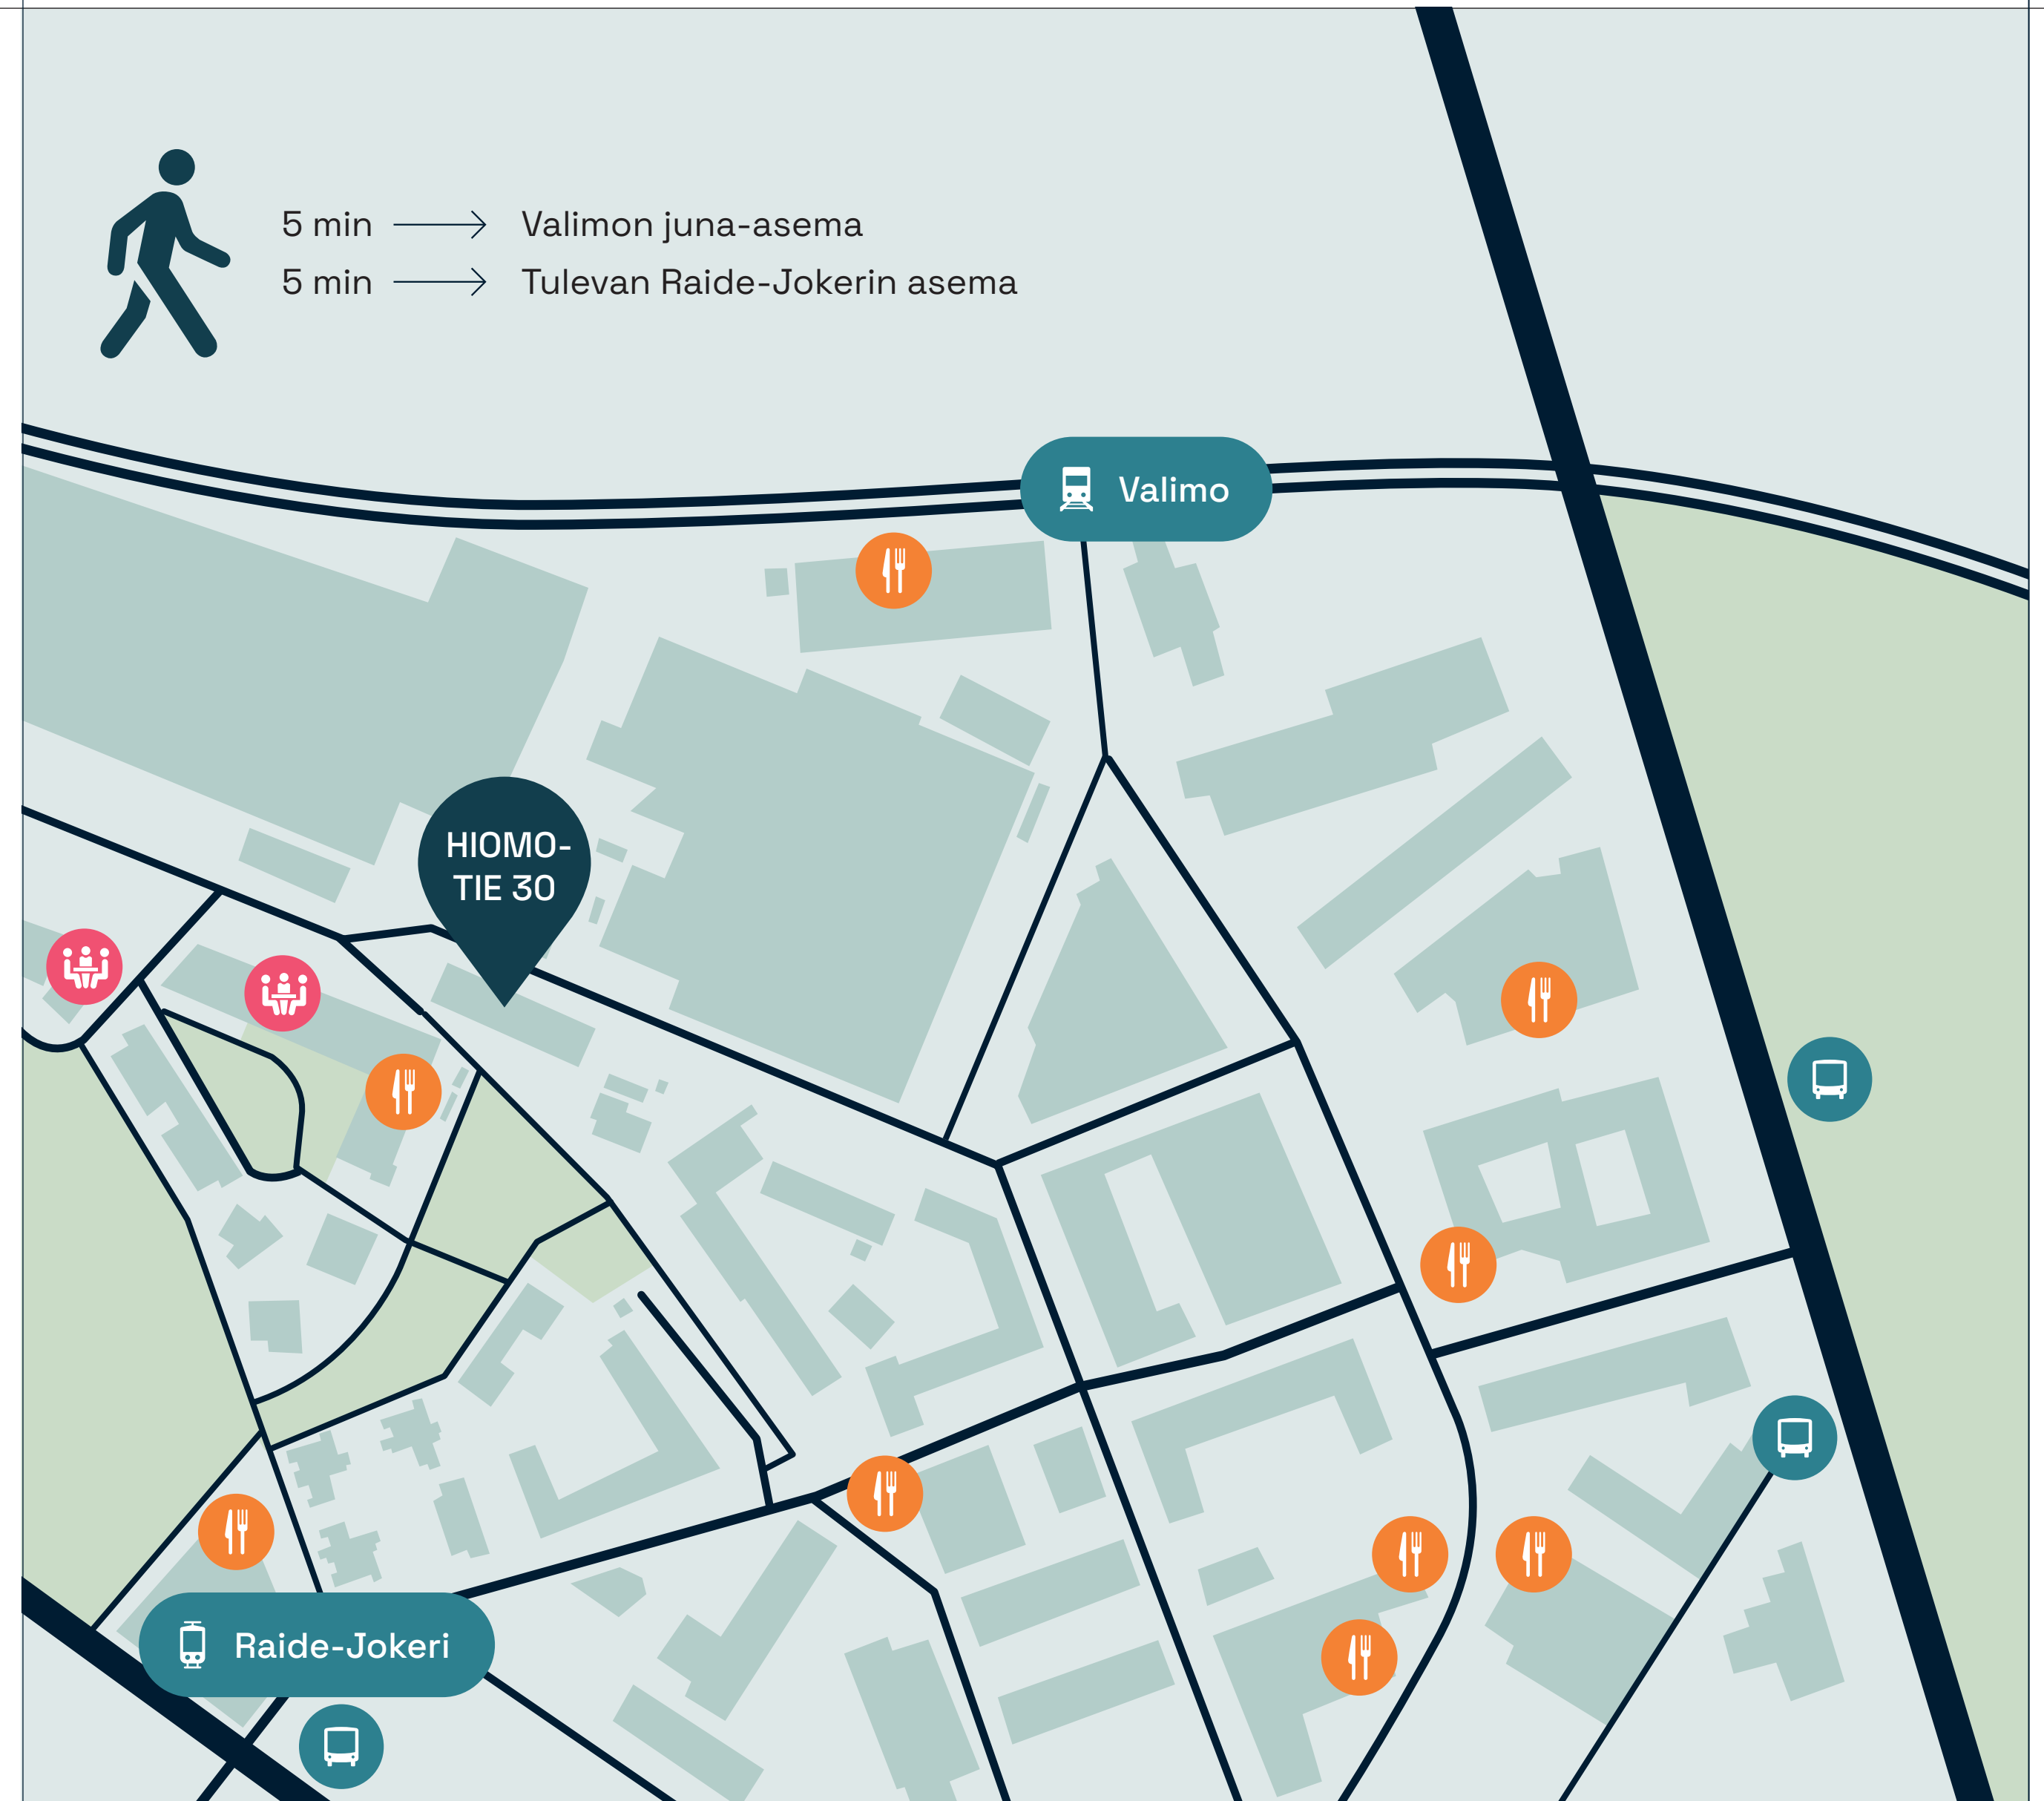 5 min Valimon juna-asema
5 min Tulevan Raide-Jokerin asema
Valimo
HIOMO-
TIE 30
Raide-Jokeri